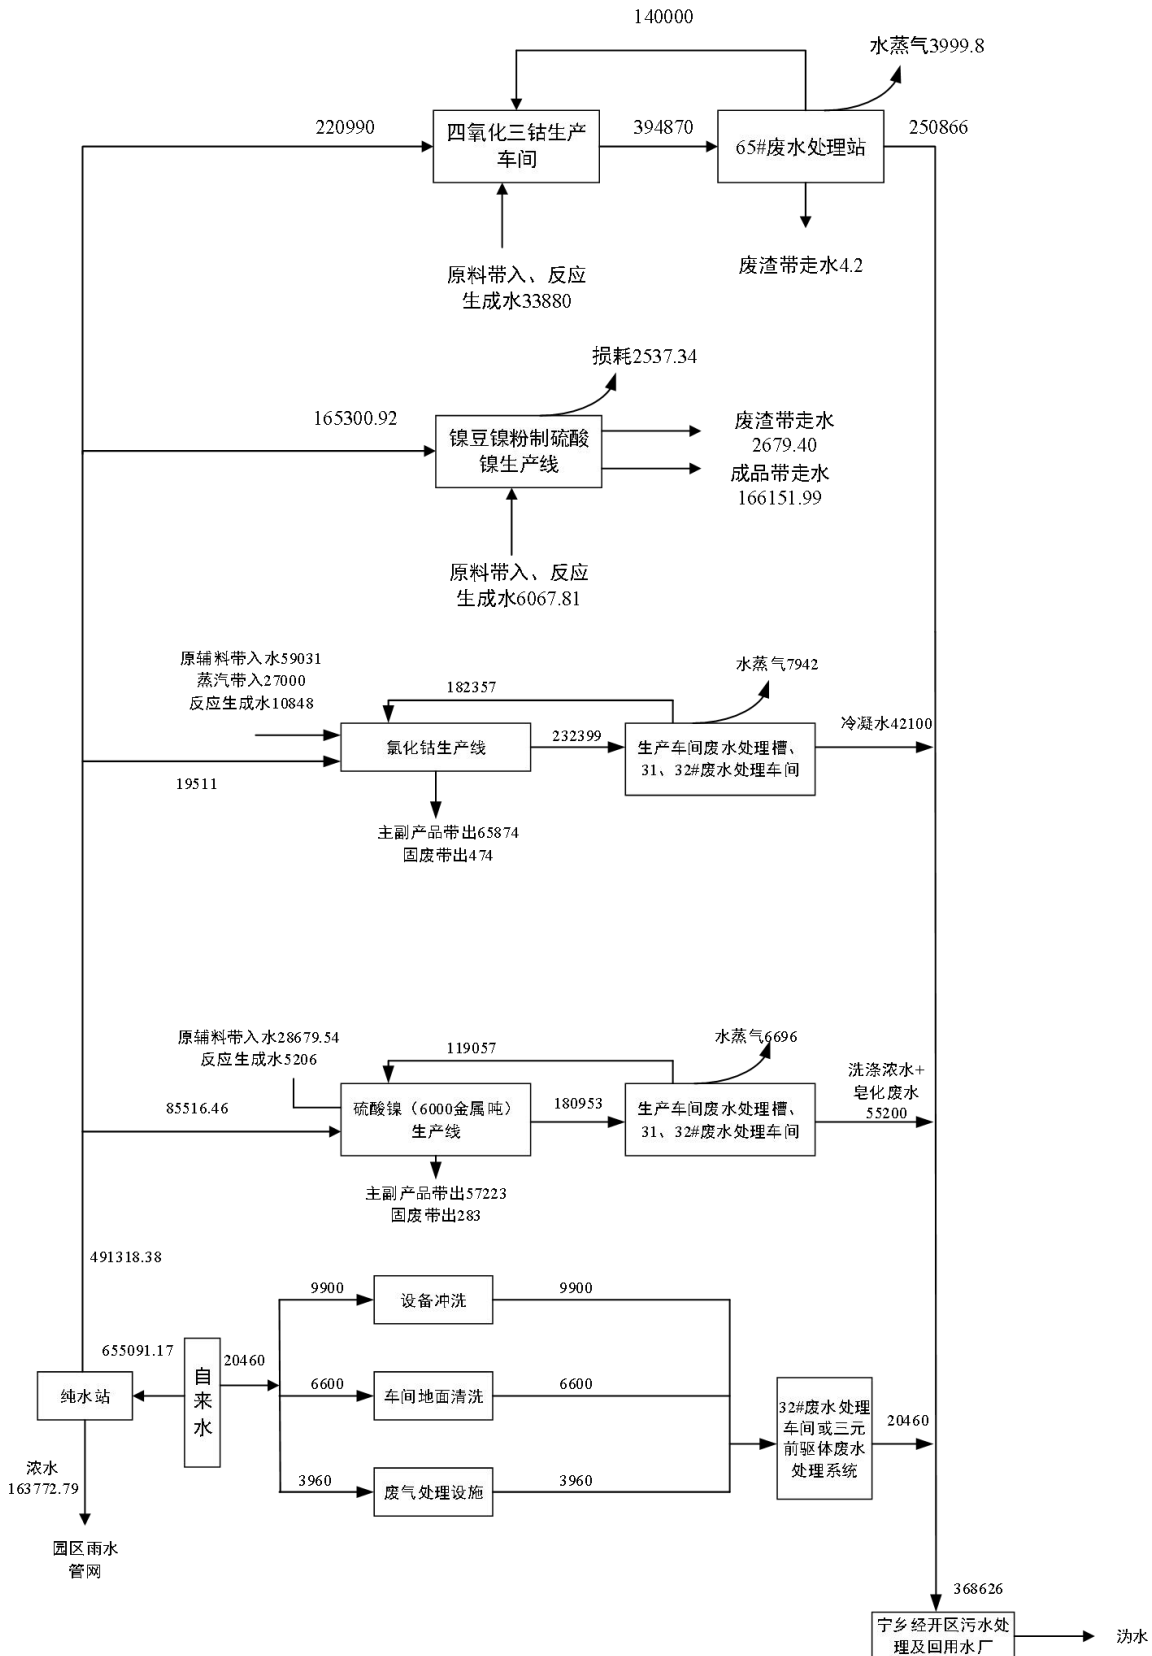 140000
水蒸气3999.8
220990
四氧化三钴生产
车间
394870
65#废水处理站
250866
原料带入、反应
生成水33880
废渣带走水4.2
损耗2537.34
165300.92
镍豆镍粉制硫酸
镍生产线
废渣带走水
2679.40
成品带走水
166151.99
原料带入、反应
生成水6067.81
原辅料带入水59031
蒸汽带入27000
反应生成水10848
182357
水蒸气7942
氯化钴生产线
232399
生产车间废水处理槽、
31、32#废水处理车间
冷凝水42100
19511
主副产品带出65874
固废带出474
原辅料带入水28679.54
反应生成水5206
119057
水蒸气6696
85516.46
硫酸镍（6000金属吨）
生产线
180953
生产车间废水处理槽、
31、32#废水处理车间
洗涤浓水+
皂化废水
55200
主副产品带出57223
固废带出283
491318.38
9900
设备冲洗
9900
655091.17
自来水
20460
纯水站
6600
车间地面清洗
6600
32#废水处理
车间或三元
前驱体废水
处理系统
20460
浓水
163772.79
3960
废气处理设施
3960
园区雨水
管网
368626
宁乡经开区污水处
理及回用水厂
沩水